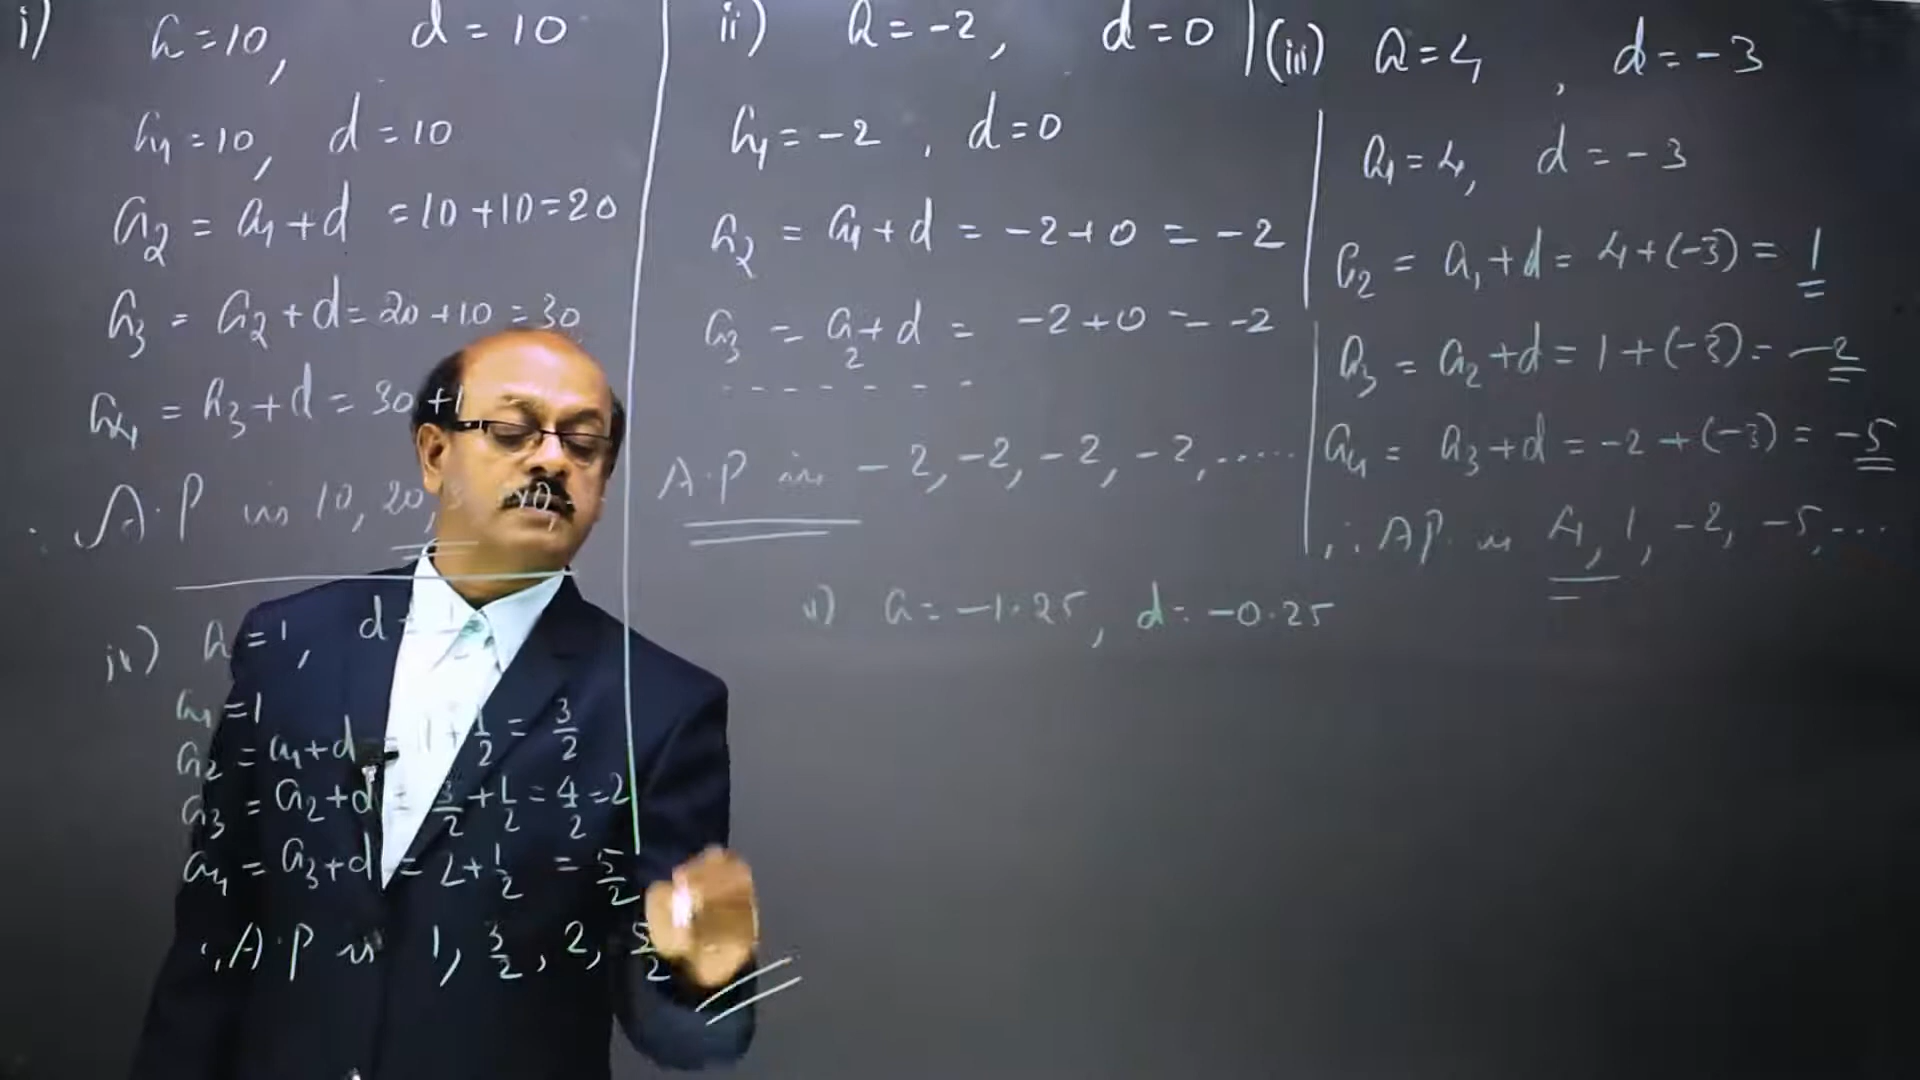 i) a = 10, d = 10
a₁ = 10, d = 10
a₂ = a₁ + d = 10 + 10 = 20
a₃ = a₂ + d = 20 + 10 = 30
a₄ = a₃ + d = 30 + 1
∴ A.P is 10, 20,
ii) a = -2, d = 0
a₁ = -2, d = 0
a₂ = a₁ + d = -2 + 0 = -2
a₃ = a₂ + d = -2 + 0 = -2
- - - - - - -
A.P is -2, -2, -2, -2, .....
(iii) a = 4, d = -3
a₁ = 4, d = -3
a₂ = a₁ + d = 4 + (-3) = 1
a₃ = a₂ + d = 1 + (-3) = -2
a₄ = a₃ + d = -2 + (-3) = -5
∴ AP is 4, 1, -2, -5, ...
iv) a = 1, d = 1/2
a₁ = 1
a₂ = a₁ + d = 1 + 1/2 = 3/2
a₃ = a₂ + d = 3/2 + 1/2 = 4/2 = 2
a₄ = a₃ + d = 2 + 1/2 = 5/2
∴ A.P is 1, 3/2, 2, 5/2
v) a = -1.25, d = -0.25